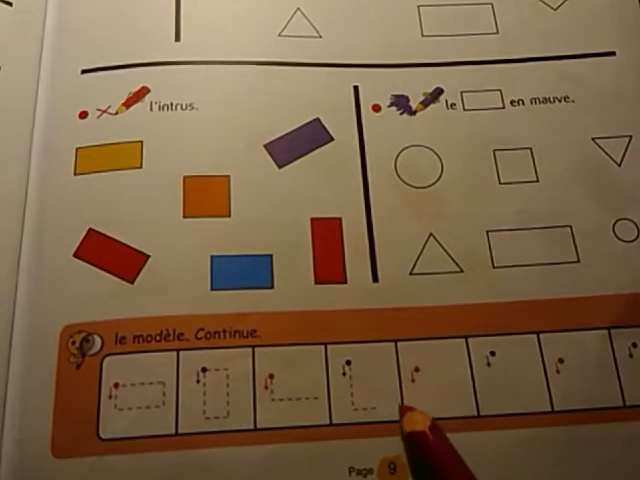 l'intrus.
le en mauve.
le modèle. Continue.
Page 9